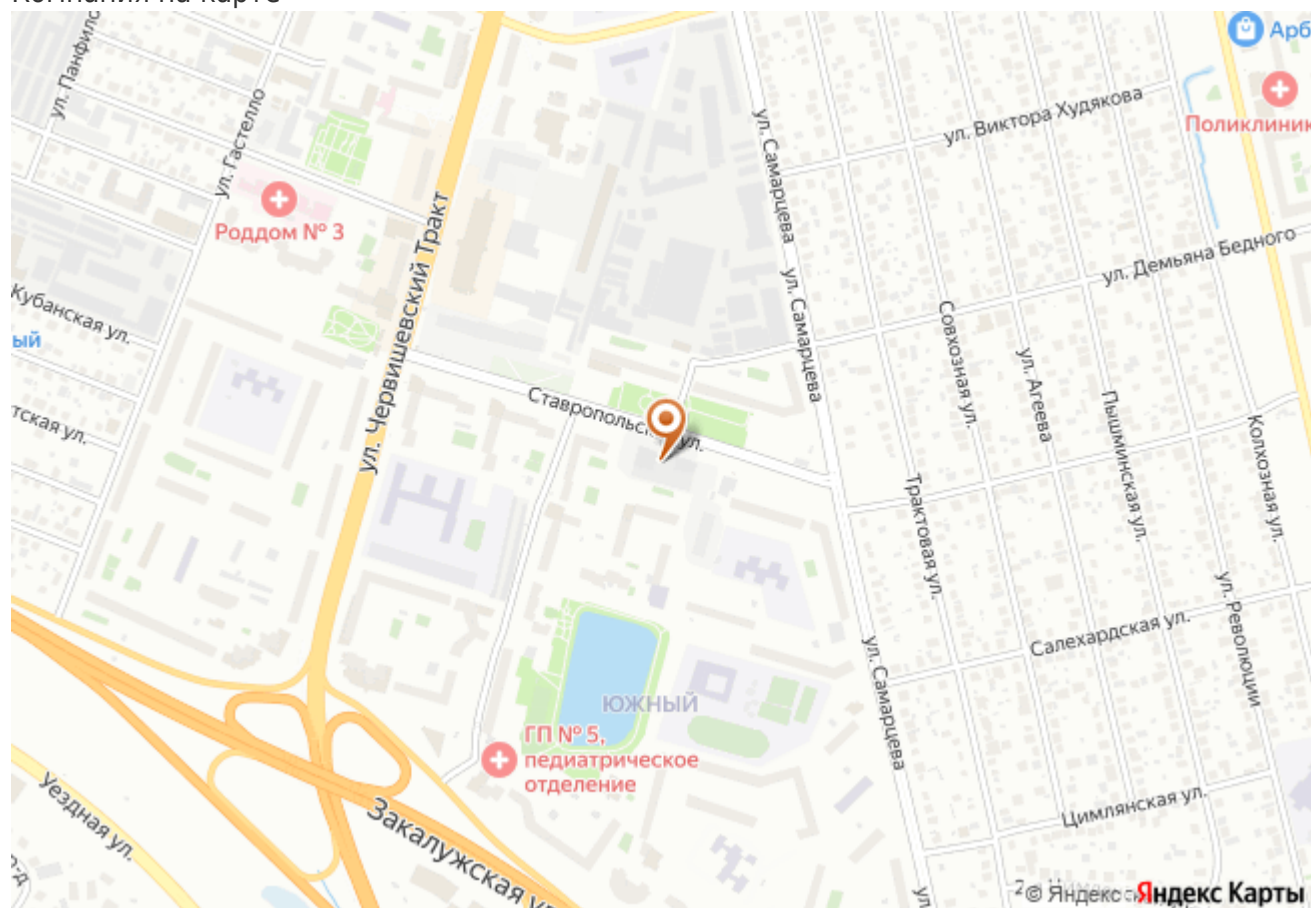 Компания на карте
ул. Панфило
ул. Гастелло
Роддом № 3
ул. Червишевский Тракт
ул. Самарцева
ул. Виктора Худякова
Арб
Поликлиник
ул. Демьяна Бедного
Кубанская ул.
ый
тская ул.
ул. Самарцева
Совхозная ул.
ул. Агеева
Пышминская ул.
Колхозная ул.
Ставропольск
ул.
Трактовая ул.
ул. Революции
Салехардская ул.
ул. Самарцева
ЮЖНЫЙ
ГП № 5,
педиатрическое
отделение
Уездная ул.
Закалужская ул
Цимлянская ул.
Р-д
ул
© Яндекс
Яндекс Карты